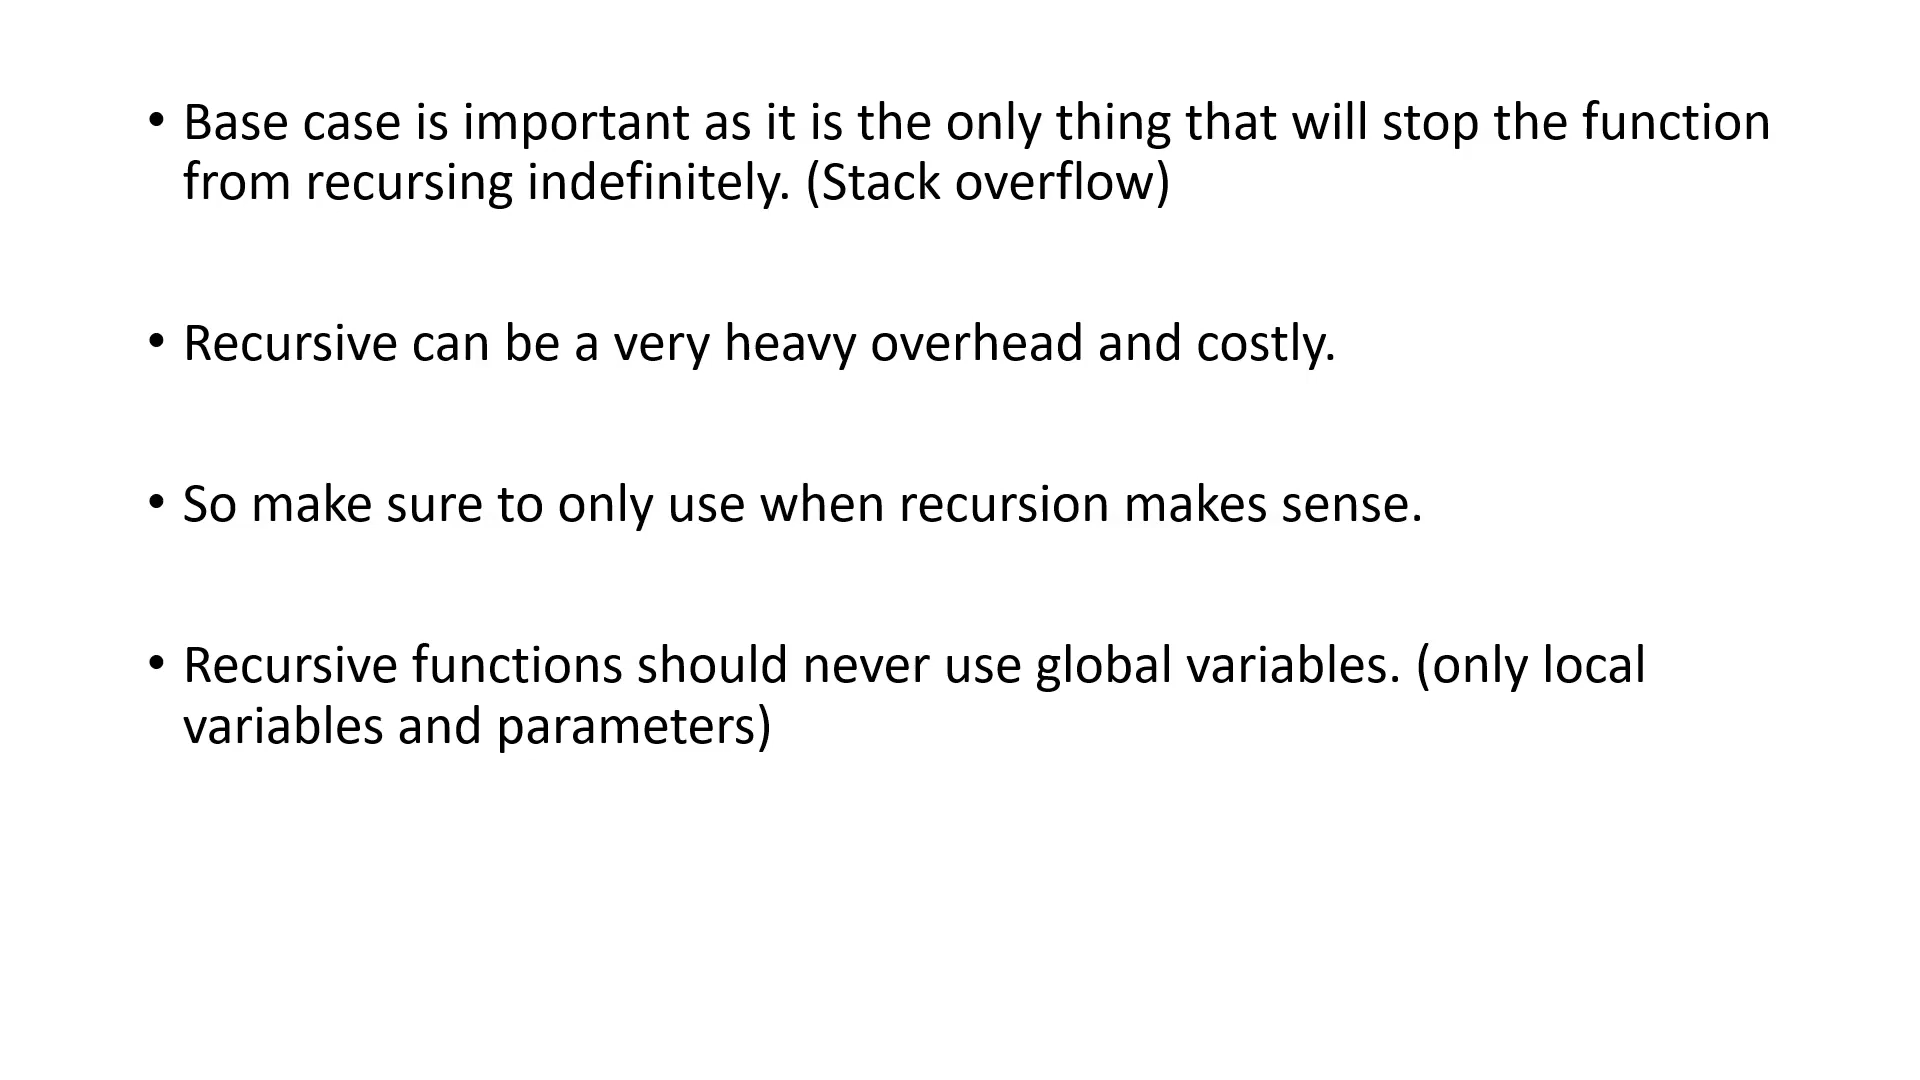 • Base case is important as it is the only thing that will stop the function
from recursing indefinitely. (Stack overflow)
• Recursive can be a very heavy overhead and costly.
• So make sure to only use when recursion makes sense.
• Recursive functions should never use global variables. (only local
variables and parameters)